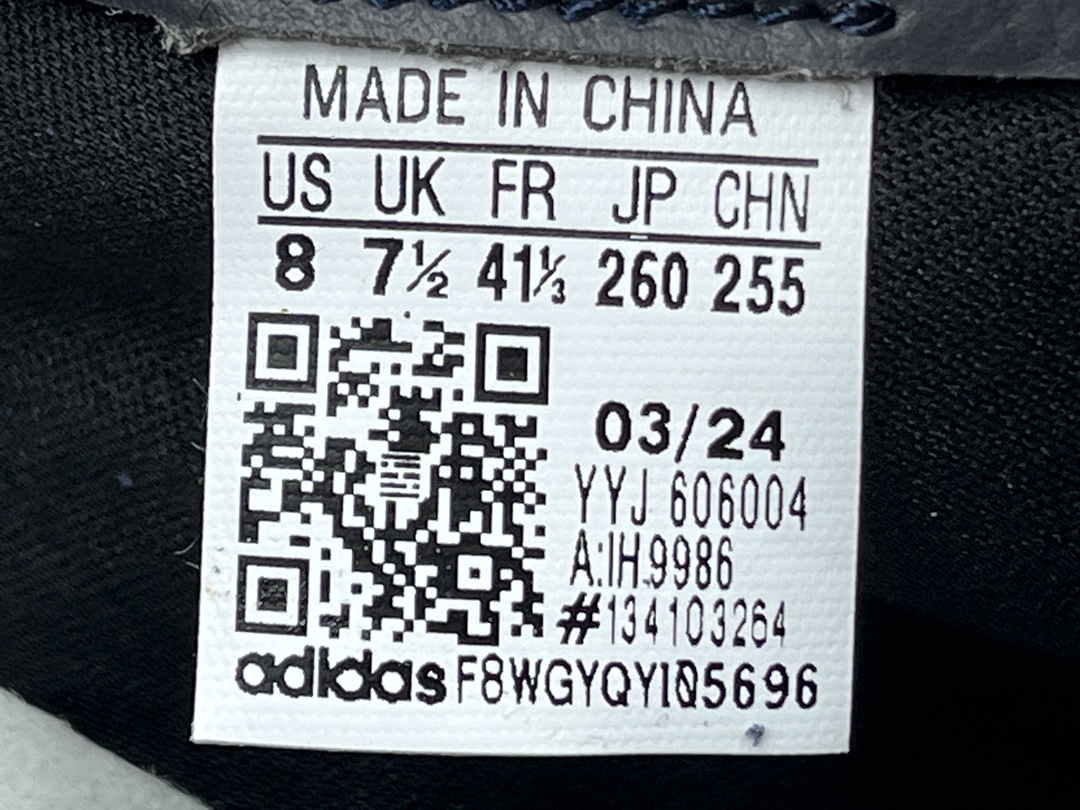 MADE IN CHINA
US UK FR JP CHN
8 7½ 41⅓ 260 255
03/24
YYJ 606004
A:IH9986
#134103264
adidas F8WGYQYIQ5696